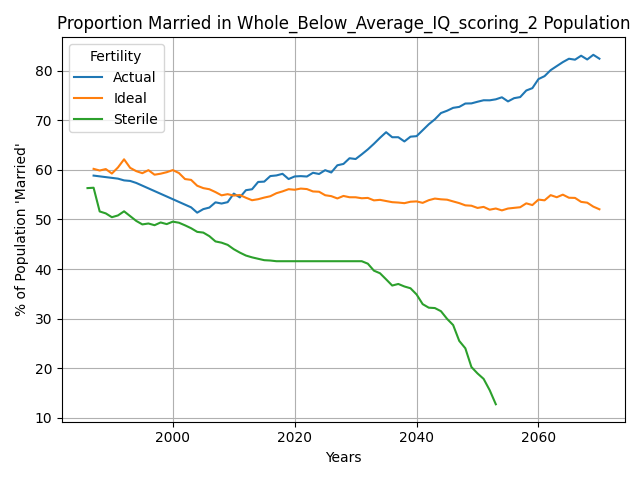 Proportion Married in Whole_Below_Average_IQ_scoring_2 Population
Fertility
Actual
Ideal
Sterile
% of Population 'Married'
80
70
60
50
40
30
20
10
2000 2020 2040 2060
Years